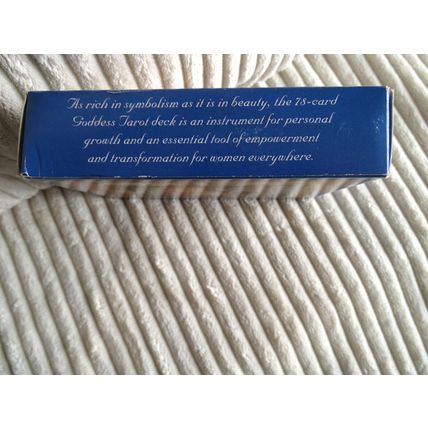 As rich in symbolism as it is in beauty, the 78-card
Goddess Tarot deck is an instrument for personal
growth and an essential tool of empowerment
and transformation for women everywhere.